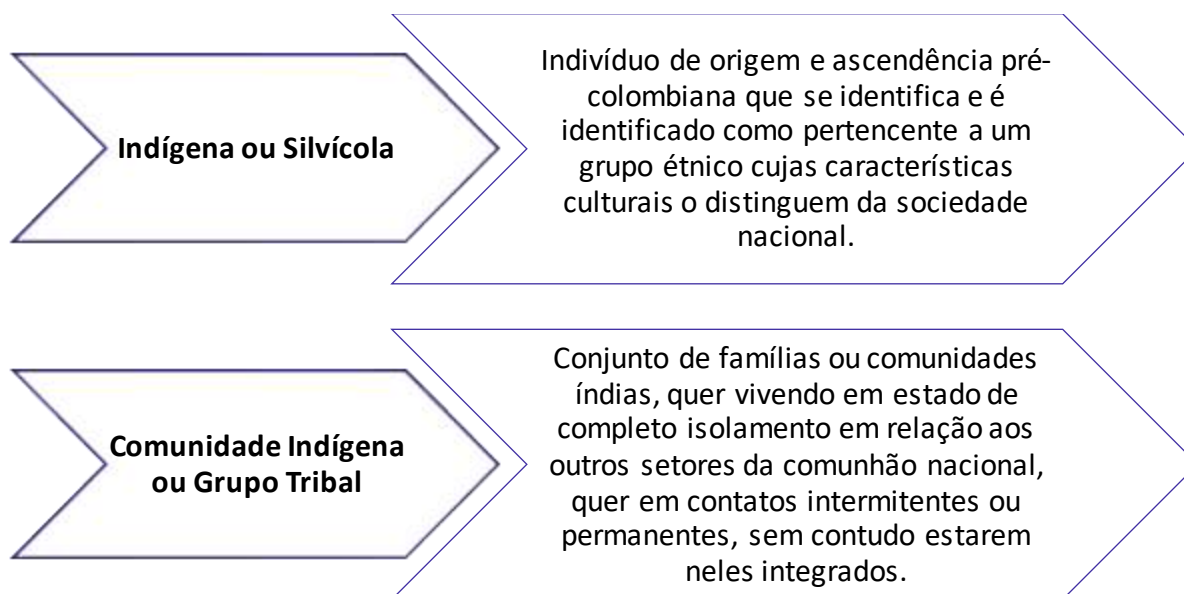 Indígena ou Silvícola
Indivíduo de origem e ascendência pré-
colombiana que se identifica e é
identificado como pertencente a um
grupo étnico cujas características
culturais o distinguem da sociedade
nacional.
Comunidade Indígena
ou Grupo Tribal
Conjunto de famílias ou comunidades
índias, quer vivendo em estado de
completo isolamento em relação aos
outros setores da comunhão nacional,
quer em contatos intermitentes ou
permanentes, sem contudo estarem
neles integrados.